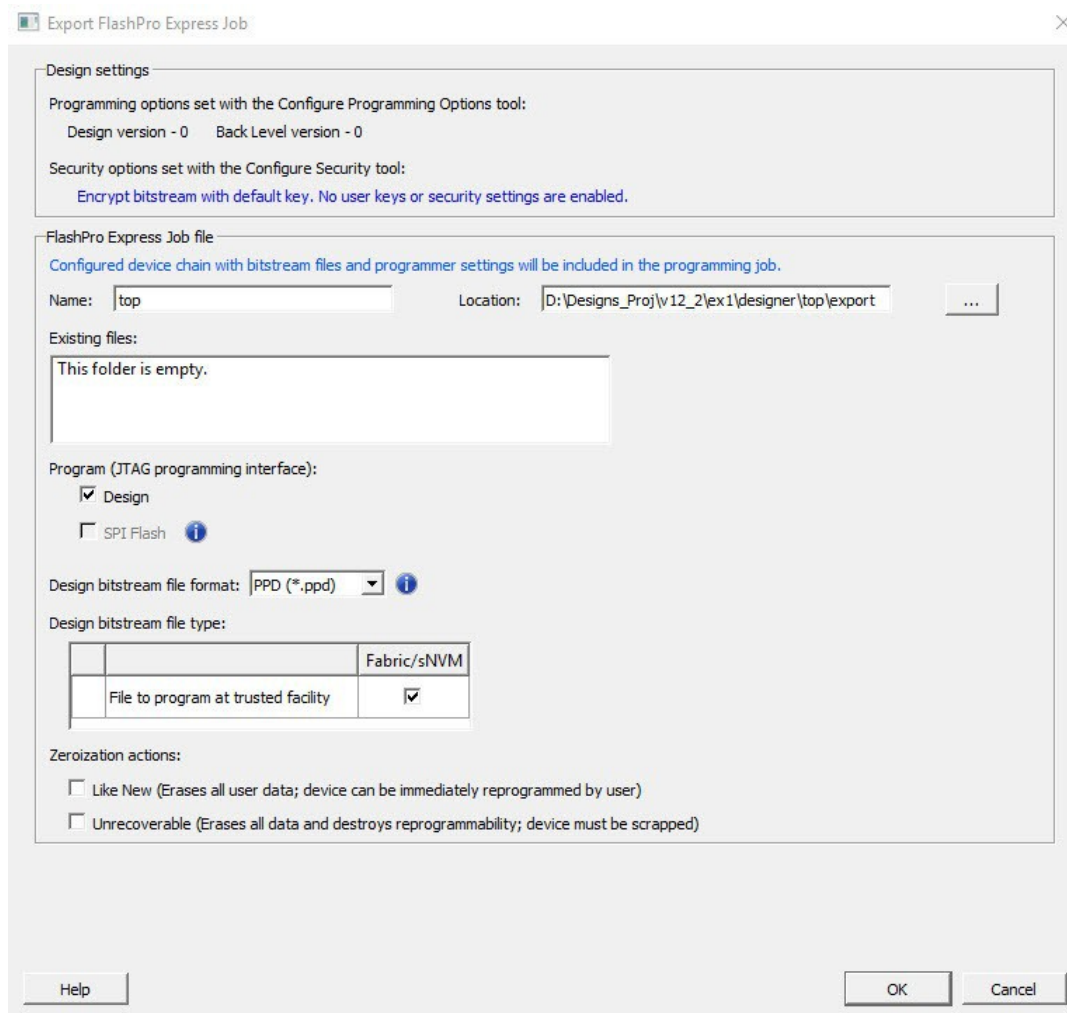 Export FlashPro Express Job
Design settings
Programming options set with the Configure Programming Options tool:
Design version - 0 Back Level version - 0
Security options set with the Configure Security tool:
Encrypt bitstream with default key. No user keys or security settings are enabled.
FlashPro Express Job file
Configured device chain with bitstream files and programmer settings will be included in the programming job.
Name: top Location: D:\Designs_Proj\v12_2\ex1\designer\top\export ...
Existing files:
This folder is empty.
Program (JTAG programming interface):
Design
SPI Flash
Design bitstream file format: PPD (*.ppd)
Design bitstream file type:
Fabric/sNVM
File to program at trusted facility
Zeroization actions:
Like New (Erases all user data; device can be immediately reprogrammed by user)
Unrecoverable (Erases all data and destroys reprogrammability; device must be scrapped)
Help OK Cancel